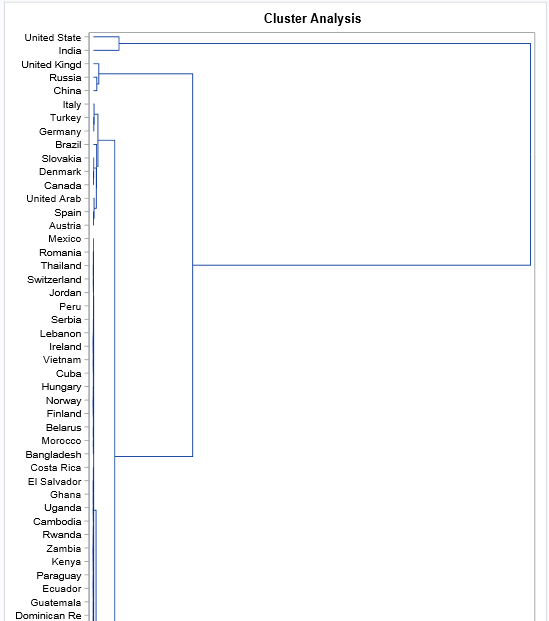 Cluster Analysis
United State
India
United Kingd
Russia
China
Italy
Turkey
Germany
Brazil
Slovakia
Denmark
Canada
United Arab
Spain
Austria
Mexico
Romania
Thailand
Switzerland
Jordan
Peru
Serbia
Lebanon
Ireland
Vietnam
Cuba
Hungary
Norway
Finland
Belarus
Morocco
Bangladesh
Costa Rica
El Salvador
Ghana
Uganda
Cambodia
Rwanda
Zambia
Kenya
Paraguay
Ecuador
Guatemala
Dominican Re